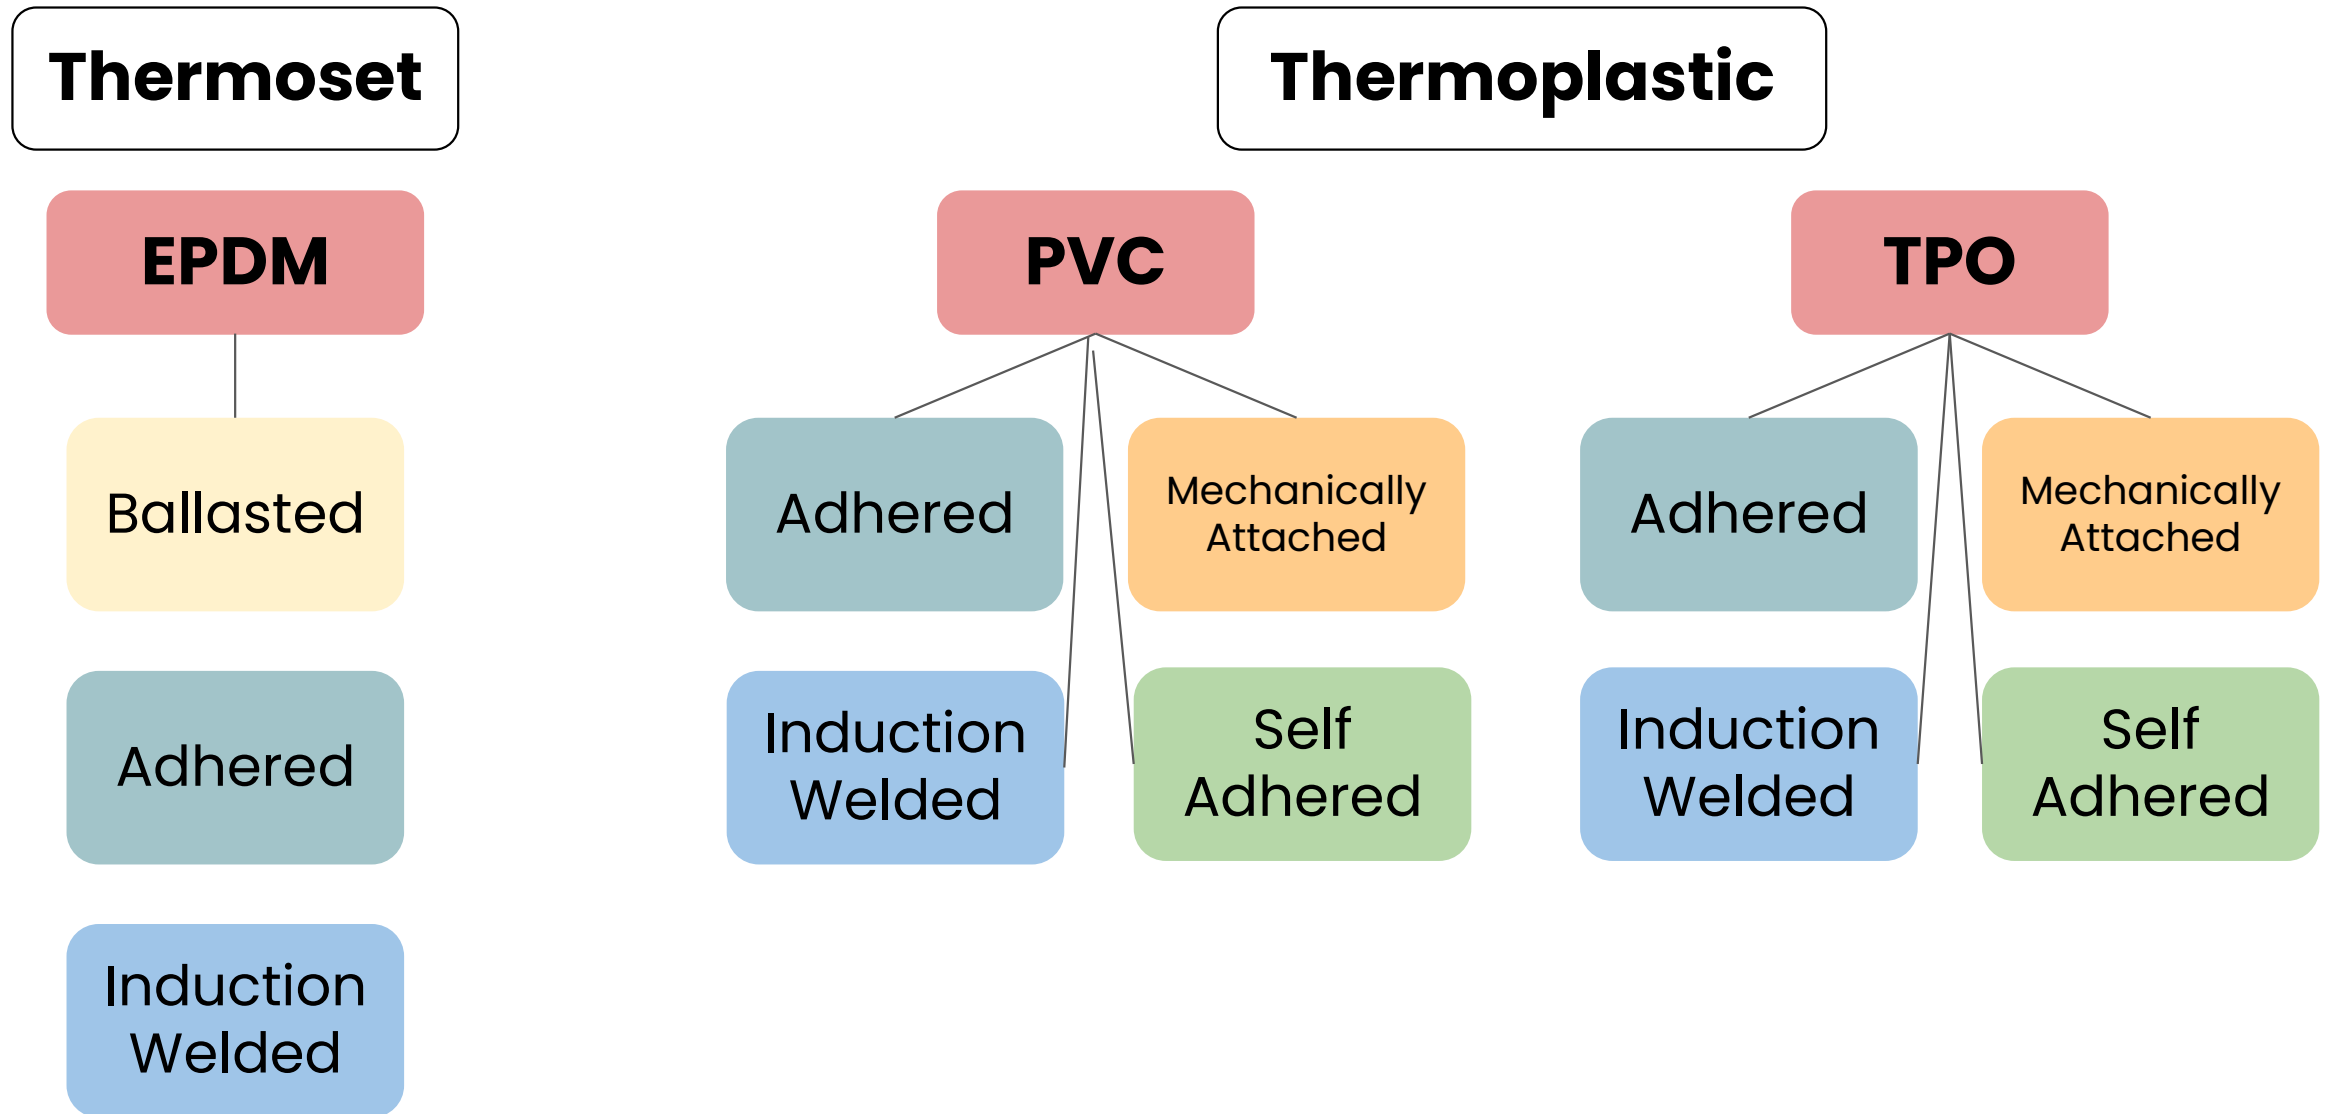 Thermoset
Thermoplastic
EPDM
PVC
TPO
Ballasted
Adhered
Mechanically
Attached
Adhered
Mechanically
Attached
Adhered
Induction
Welded
Self
Adhered
Induction
Welded
Self
Adhered
Induction
Welded